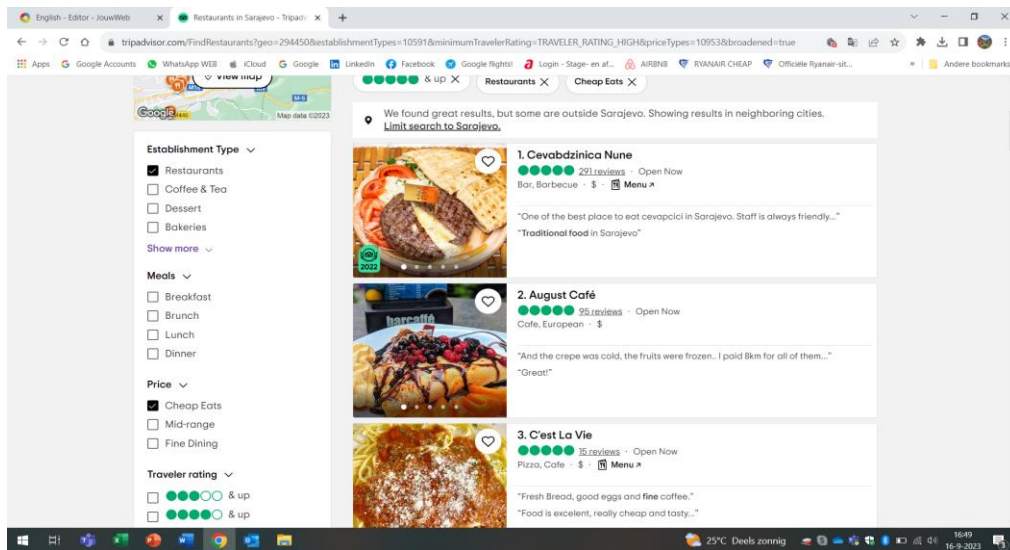 English - Editor - JouwWeb
Restaurants in Sarajevo - Tripadv
tripadvisor.com/FindRestaurants?geo=294450&establishmentTypes=10591&minimumTravelerRating=TRAVELER_RATING_HIGH&priceTypes=10953&broadened=true
Apps Google Accounts WhatsApp WEB iCloud Google LinkedIn Facebook Google flights! Login - Stage- en af... AIRBNB RYANAIR CHEAP Officiële Ryanair-sit... » Andere bookmarks
View map
Google
Map data ©2023
& up X
Restaurants X
Cheap Eats X
We found great results, but some are outside Sarajevo. Showing results in neighboring cities.
Limit search to Sarajevo.
Establishment Type
Restaurants
Coffee & Tea
Dessert
Bakeries
Show more
Meals
Breakfast
Brunch
Lunch
Dinner
Price
Cheap Eats
Mid-range
Fine Dining
Traveler rating
& up
& up
1. Cevabdzinica Nune
291 reviews · Open Now
Bar, Barbecue · $ · Menu
"One of the best place to eat cevapcici in Sarajevo. Staff is always friendly..."
"Traditional food in Sarajevo"
2022
2. August Café
95 reviews · Open Now
Cafe, European · $
"And the crepe was cold, the fruits were frozen.. I paid 8km for all of them..."
"Great!"
barcaffè
3. C'est La Vie
15 reviews · Open Now
Pizza, Cafe · $ · Menu
"Fresh Bread, good eggs and fine coffee."
"Food is excelent, really cheap and tasty..."
25°C Deels zonnig
16:49
16-9-2023